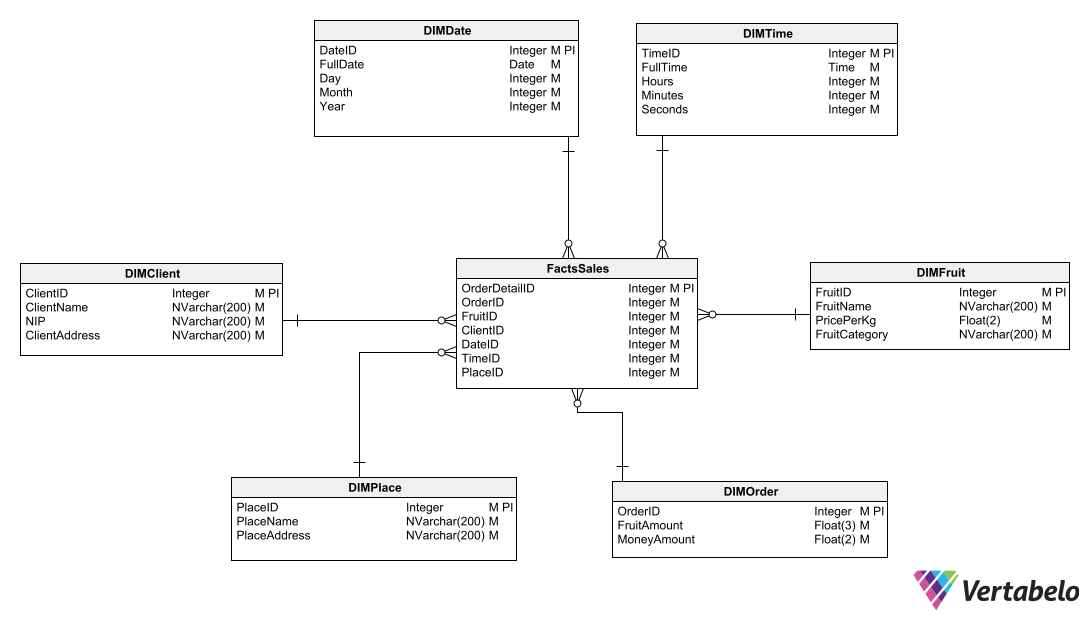 DIMDate
DateID Integer M PI
FullDate Date M
Day Integer M
Month Integer M
Year Integer M
DIMTime
TimeID Integer M PI
FullTime Time M
Hours Integer M
Minutes Integer M
Seconds Integer M
DIMClient
ClientID Integer M PI
ClientName NVarchar(200) M
NIP NVarchar(200) M
ClientAddress NVarchar(200) M
FactsSales
OrderDetailID Integer M PI
OrderID Integer M
FruitID Integer M
ClientID Integer M
DateID Integer M
TimeID Integer M
PlaceID Integer M
DIMFruit
FruitID Integer M PI
FruitName NVarchar(200) M
PricePerKg Float(2) M
FruitCategory NVarchar(200) M
DIMPlace
PlaceID Integer M PI
PlaceName NVarchar(200) M
PlaceAddress NVarchar(200) M
DIMOrder
OrderID Integer M PI
FruitAmount Float(3) M
MoneyAmount Float(2) M
Vertabelo